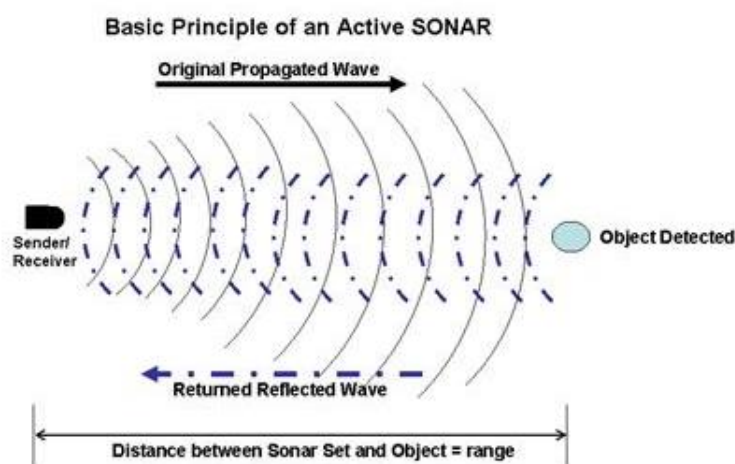 Basic Principle of an Active SONAR
Original Propagated Wave
Sender/
Receiver
Object Detected
Returned Reflected Wave
Distance between Sonar Set and Object = range